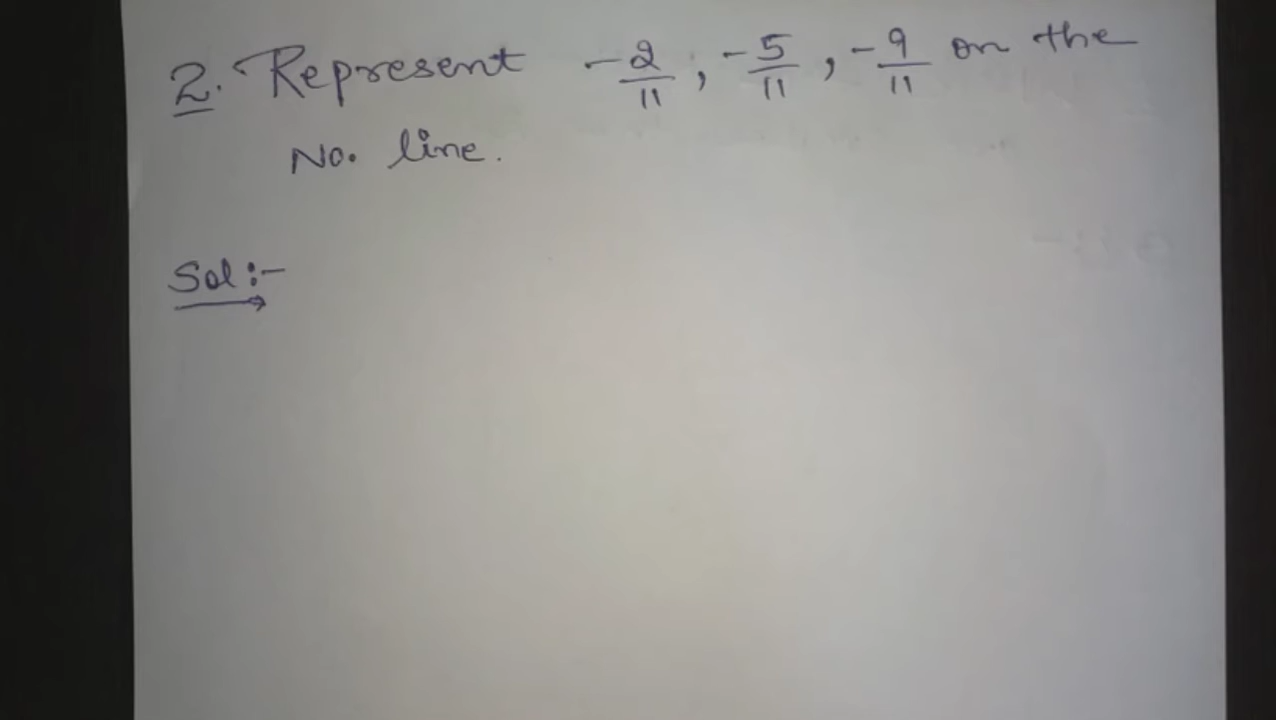 2. Represent -2/11, -5/11, -9/11 on the
No. line.
Sol:-